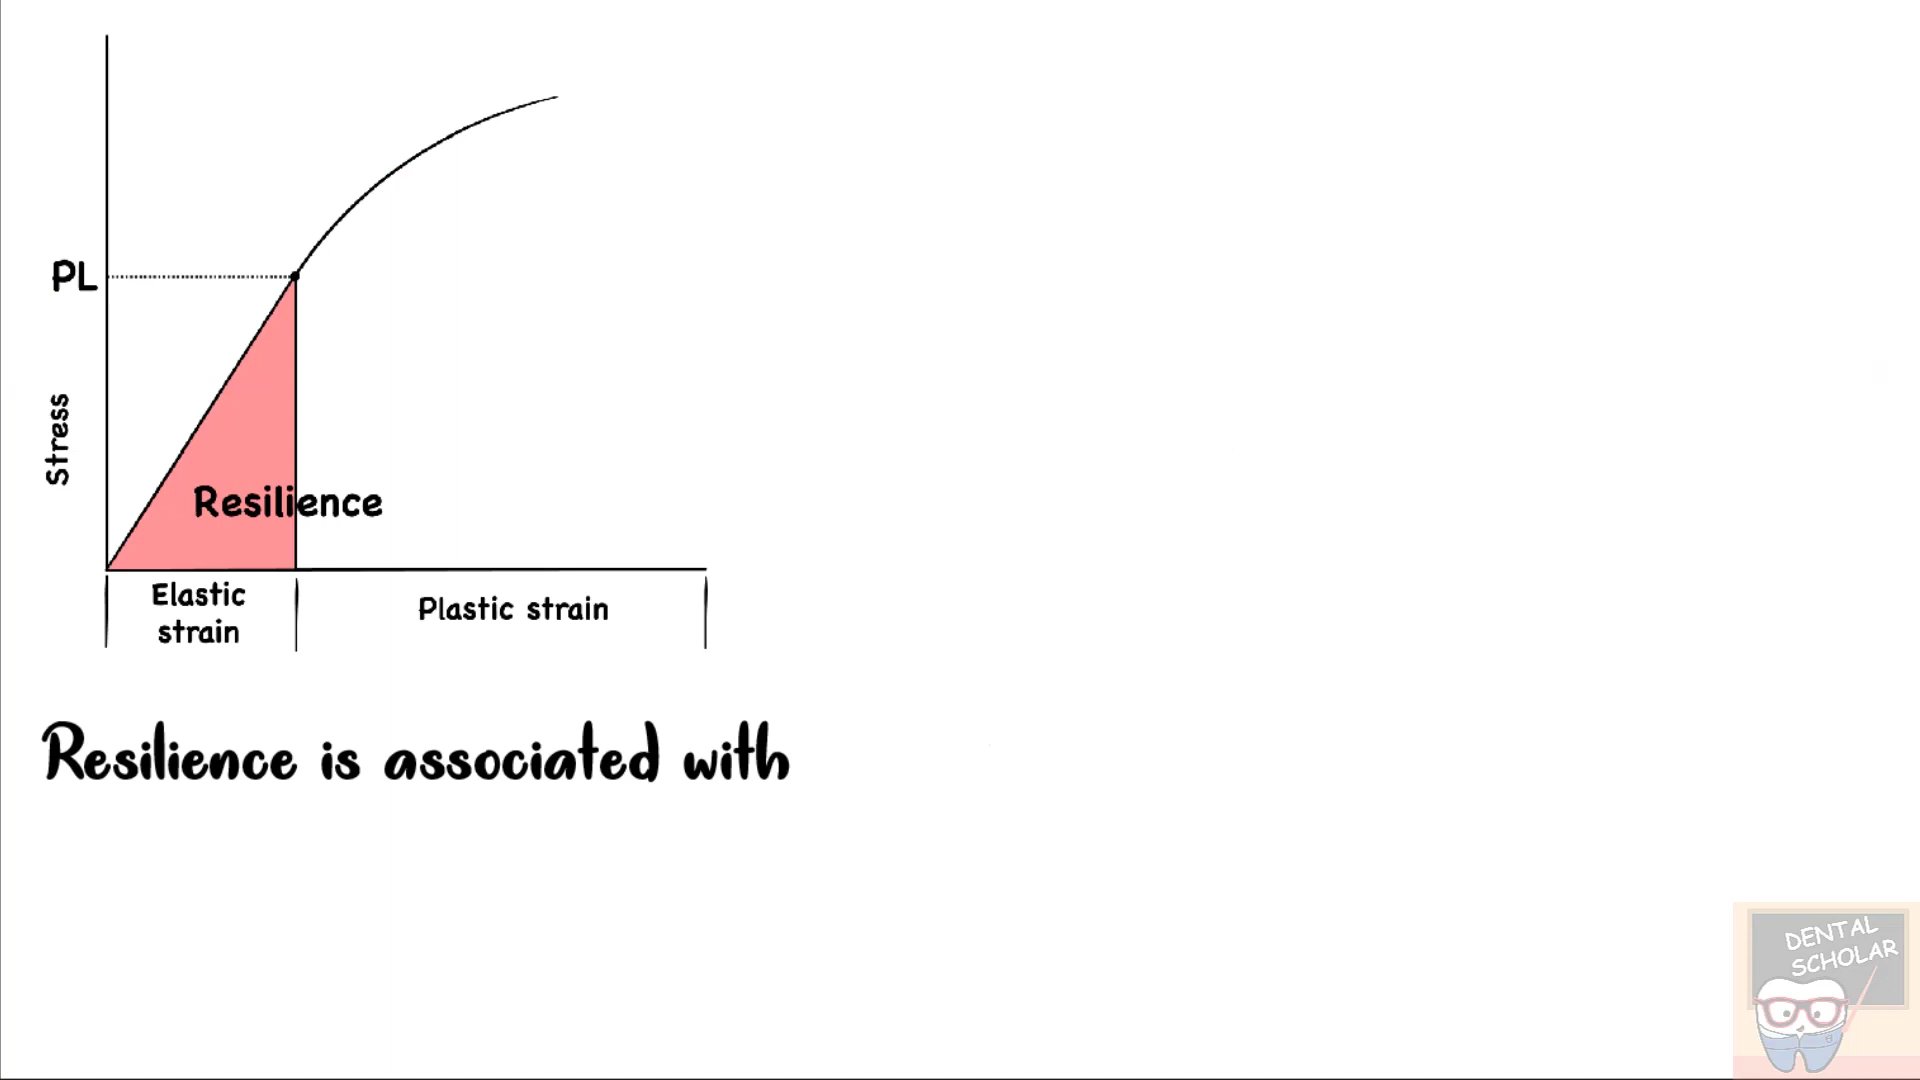 PL
Stress
Resilience
Elastic
strain
Plastic strain
Resilience is associated with
DENTAL
SCHOLAR